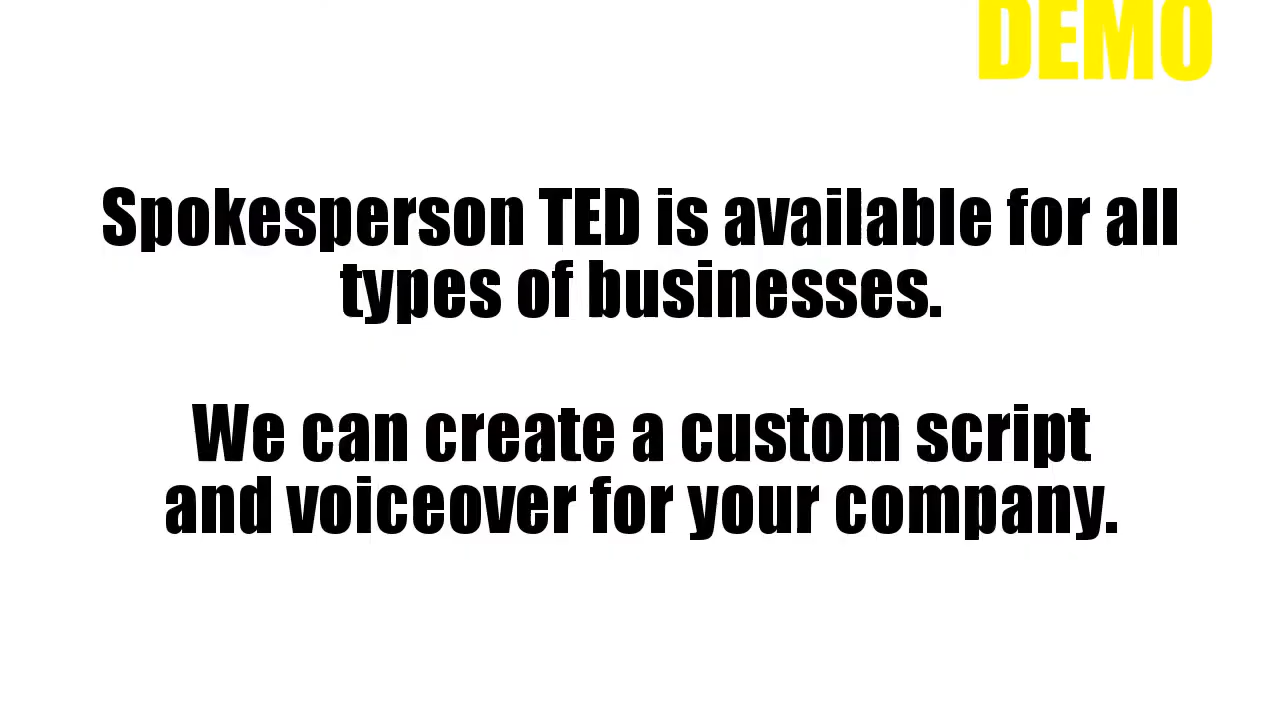 DEMO
Spokesperson TED is available for all
types of businesses.
We can create a custom script
and voiceover for your company.